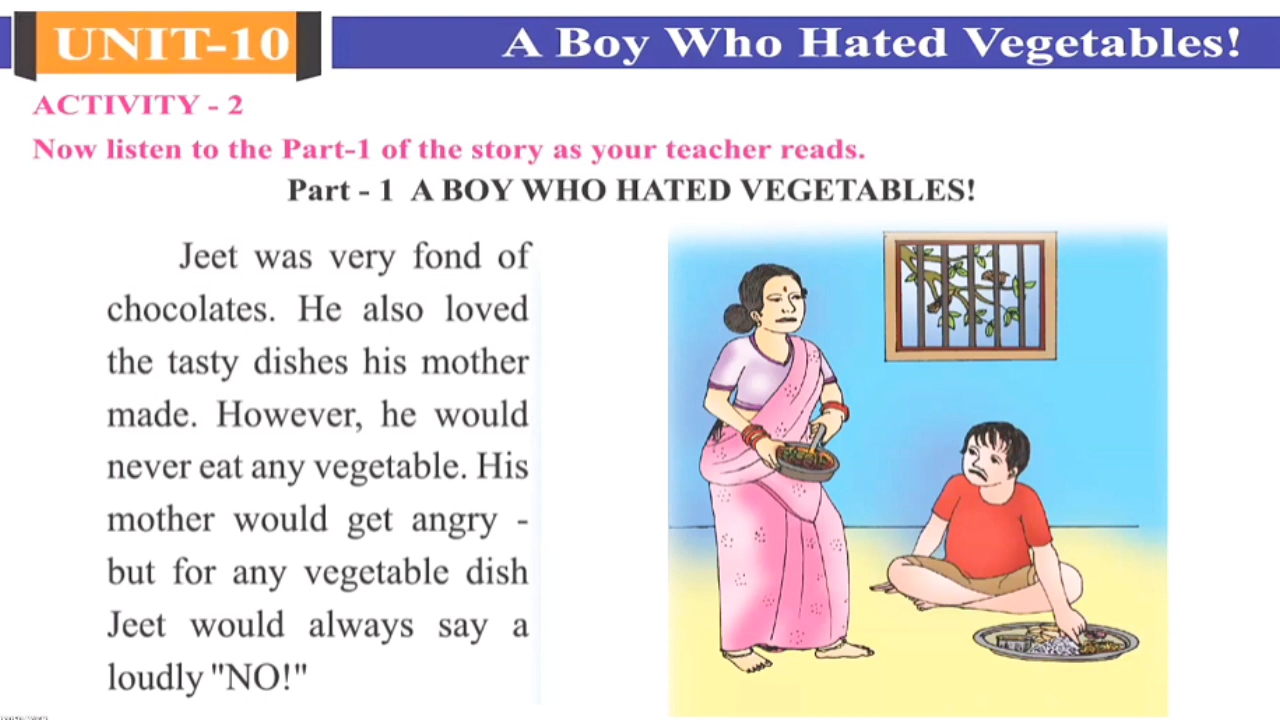 UNIT-10
A Boy Who Hated Vegetables!
ACTIVITY - 2
Now listen to the Part-1 of the story as your teacher reads.
Part - 1 A BOY WHO HATED VEGETABLES!
Jeet was very fond of
chocolates. He also loved
the tasty dishes his mother
made. However, he would
never eat any vegetable. His
mother would get angry -
but for any vegetable dish
Jeet would always say a
loudly "NO!"